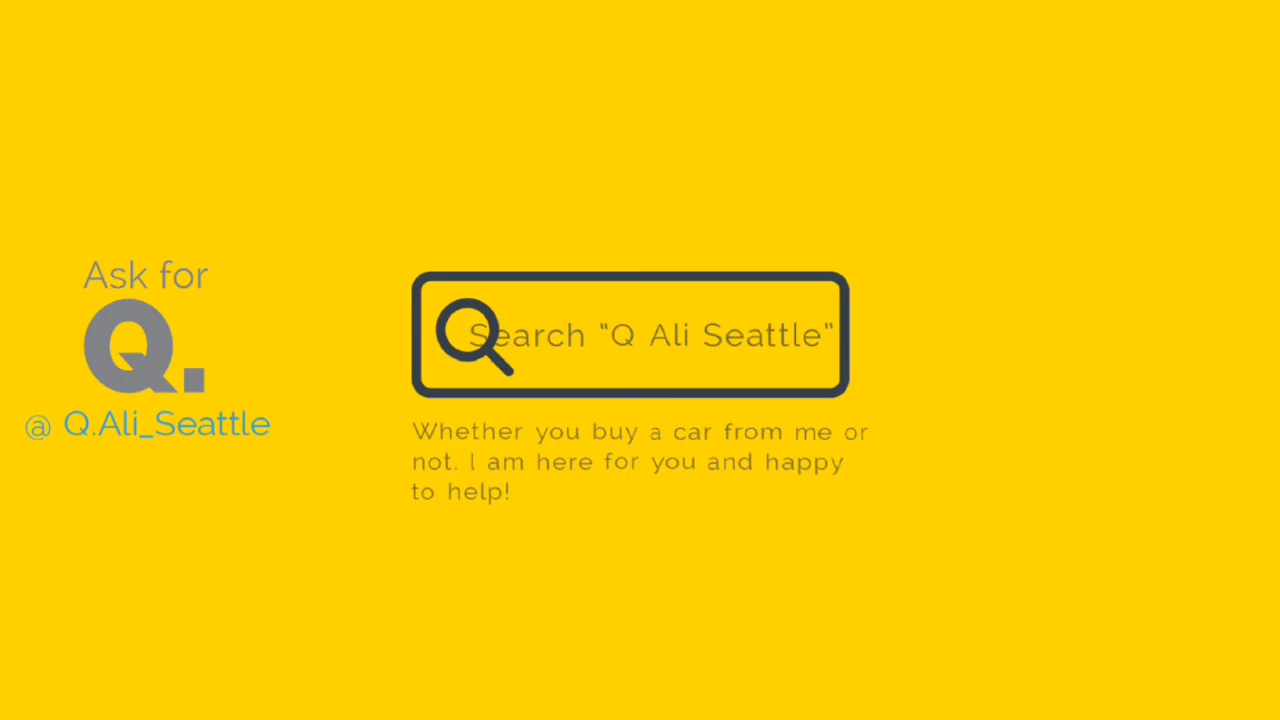 Ask for
Q.
@ Q.Ali_Seattle
Search “Q Ali Seattle”
Whether you buy a car from me or
not. I am here for you and happy
to help!